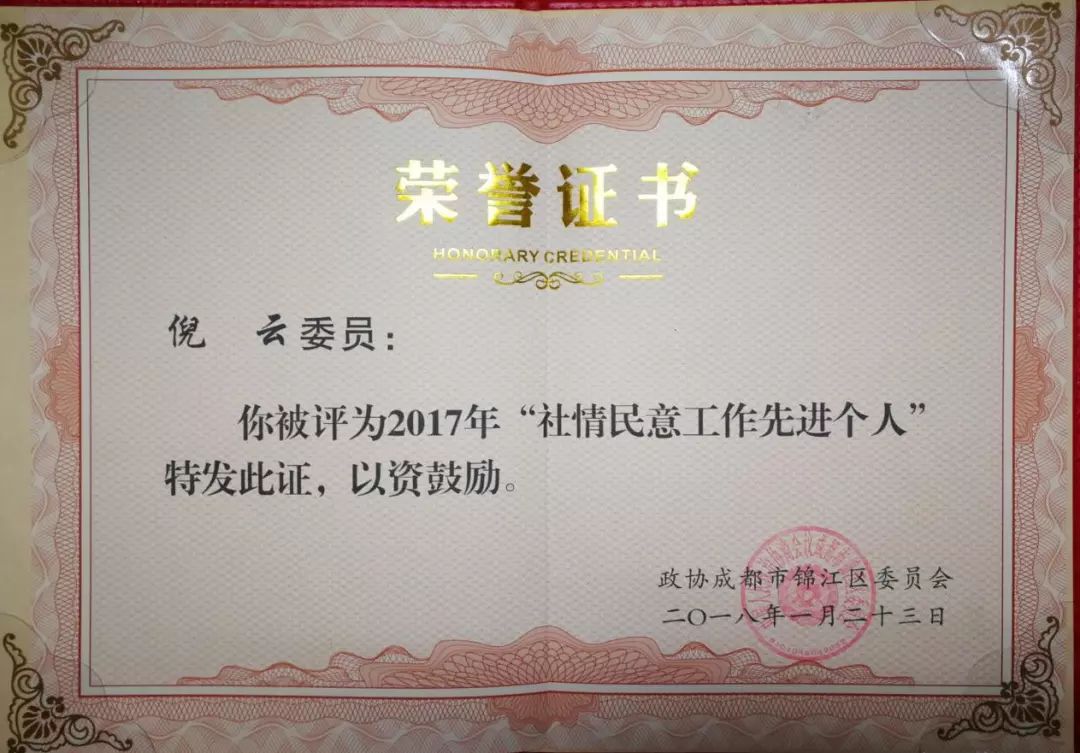 荣誉证书
HONORARY CREDENTIAL
倪 云委员：
你被评为2017年“社情民意工作先进个人”
特发此证，以资鼓励。
政协成都市锦江区委员会
二〇一八年一月二十三日